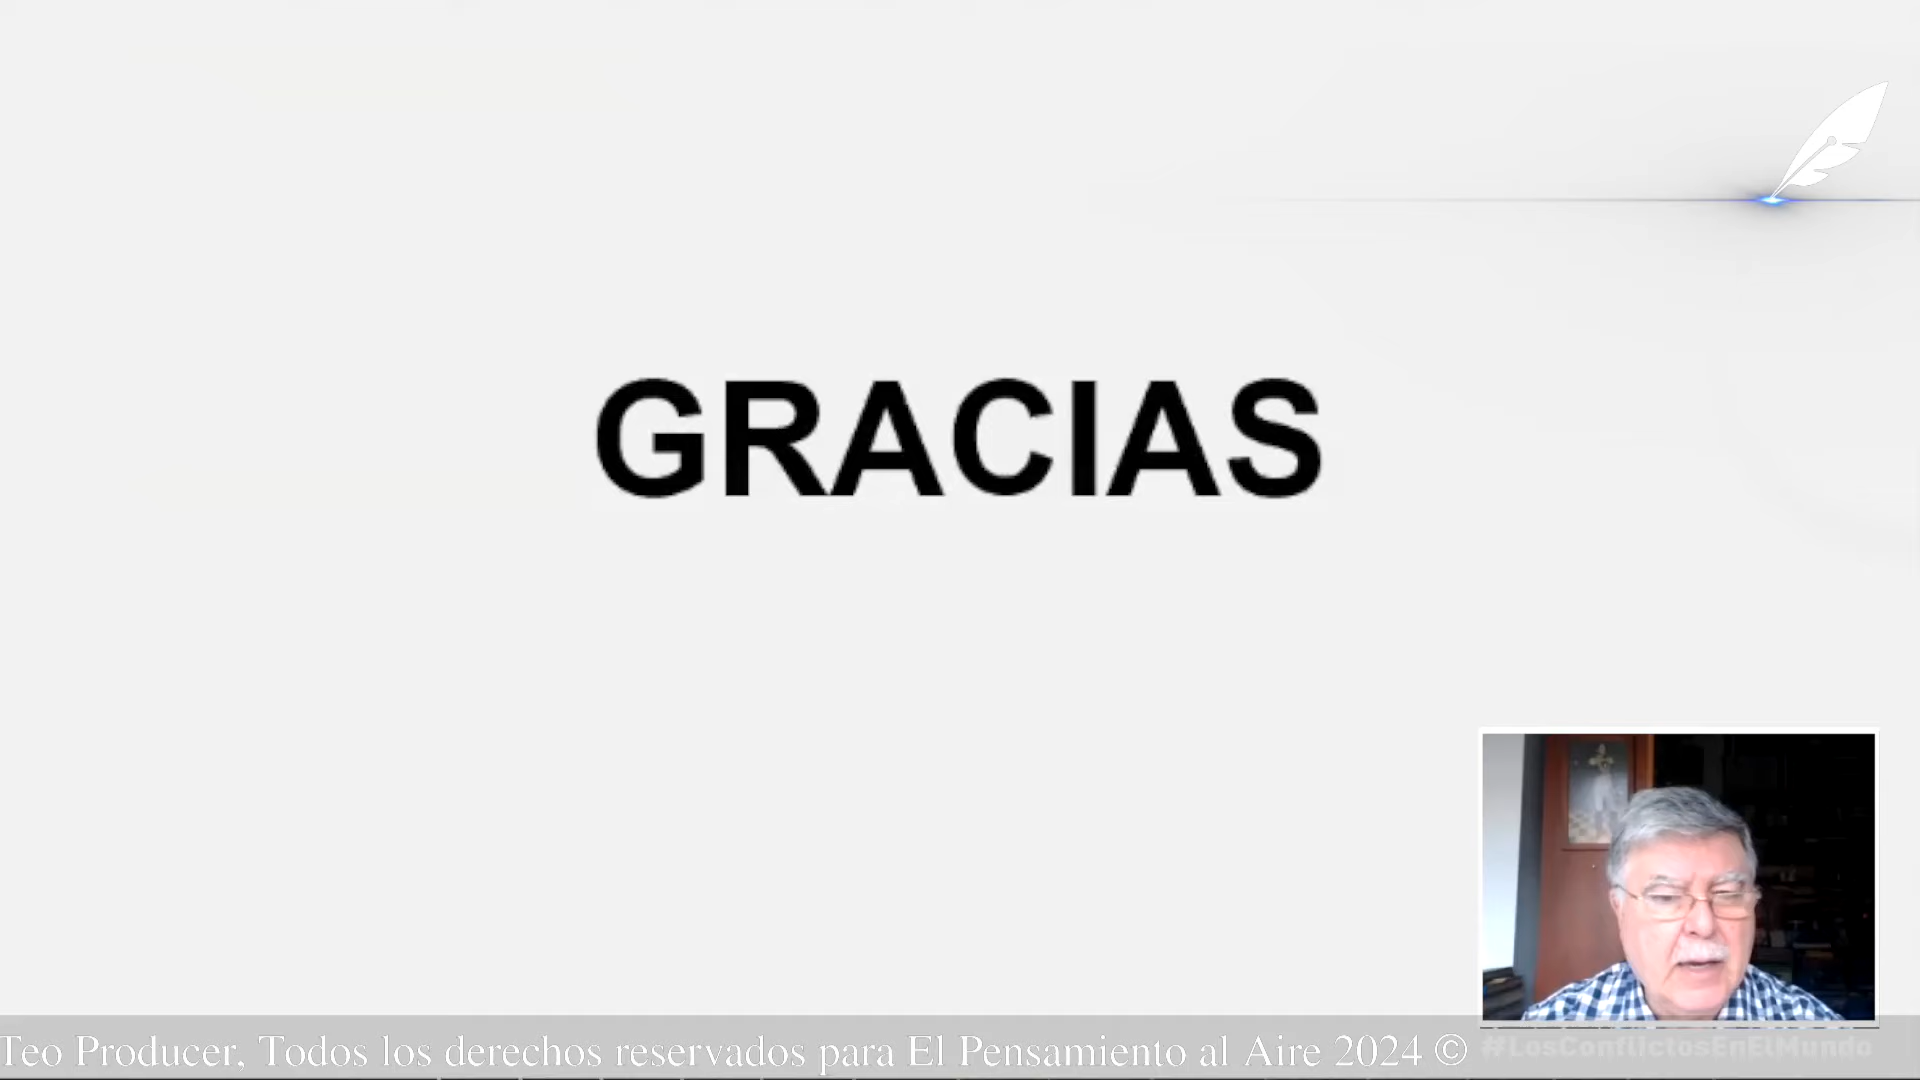 GRACIAS
Teo Producer, Todos los derechos reservados para El Pensamiento al Aire 2024 ©
#LosConflictosEnElMundo